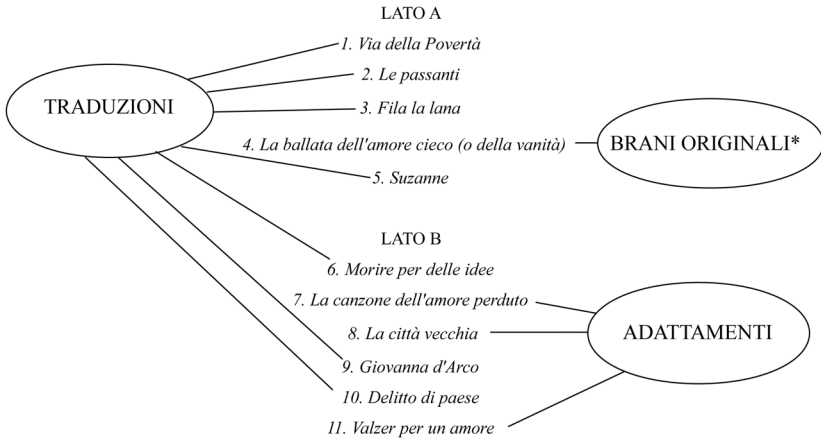 LATO A
1. Via della Povertà
2. Le passanti
TRADUZIONI
3. Fila la lana
4. La ballata dell'amore cieco (o della vanità)
BRANI ORIGINALI*
5. Suzanne
LATO B
6. Morire per delle idee
7. La canzone dell'amore perduto
8. La città vecchia
ADATTAMENTI
9. Giovanna d'Arco
10. Delitto di paese
11. Valzer per un amore